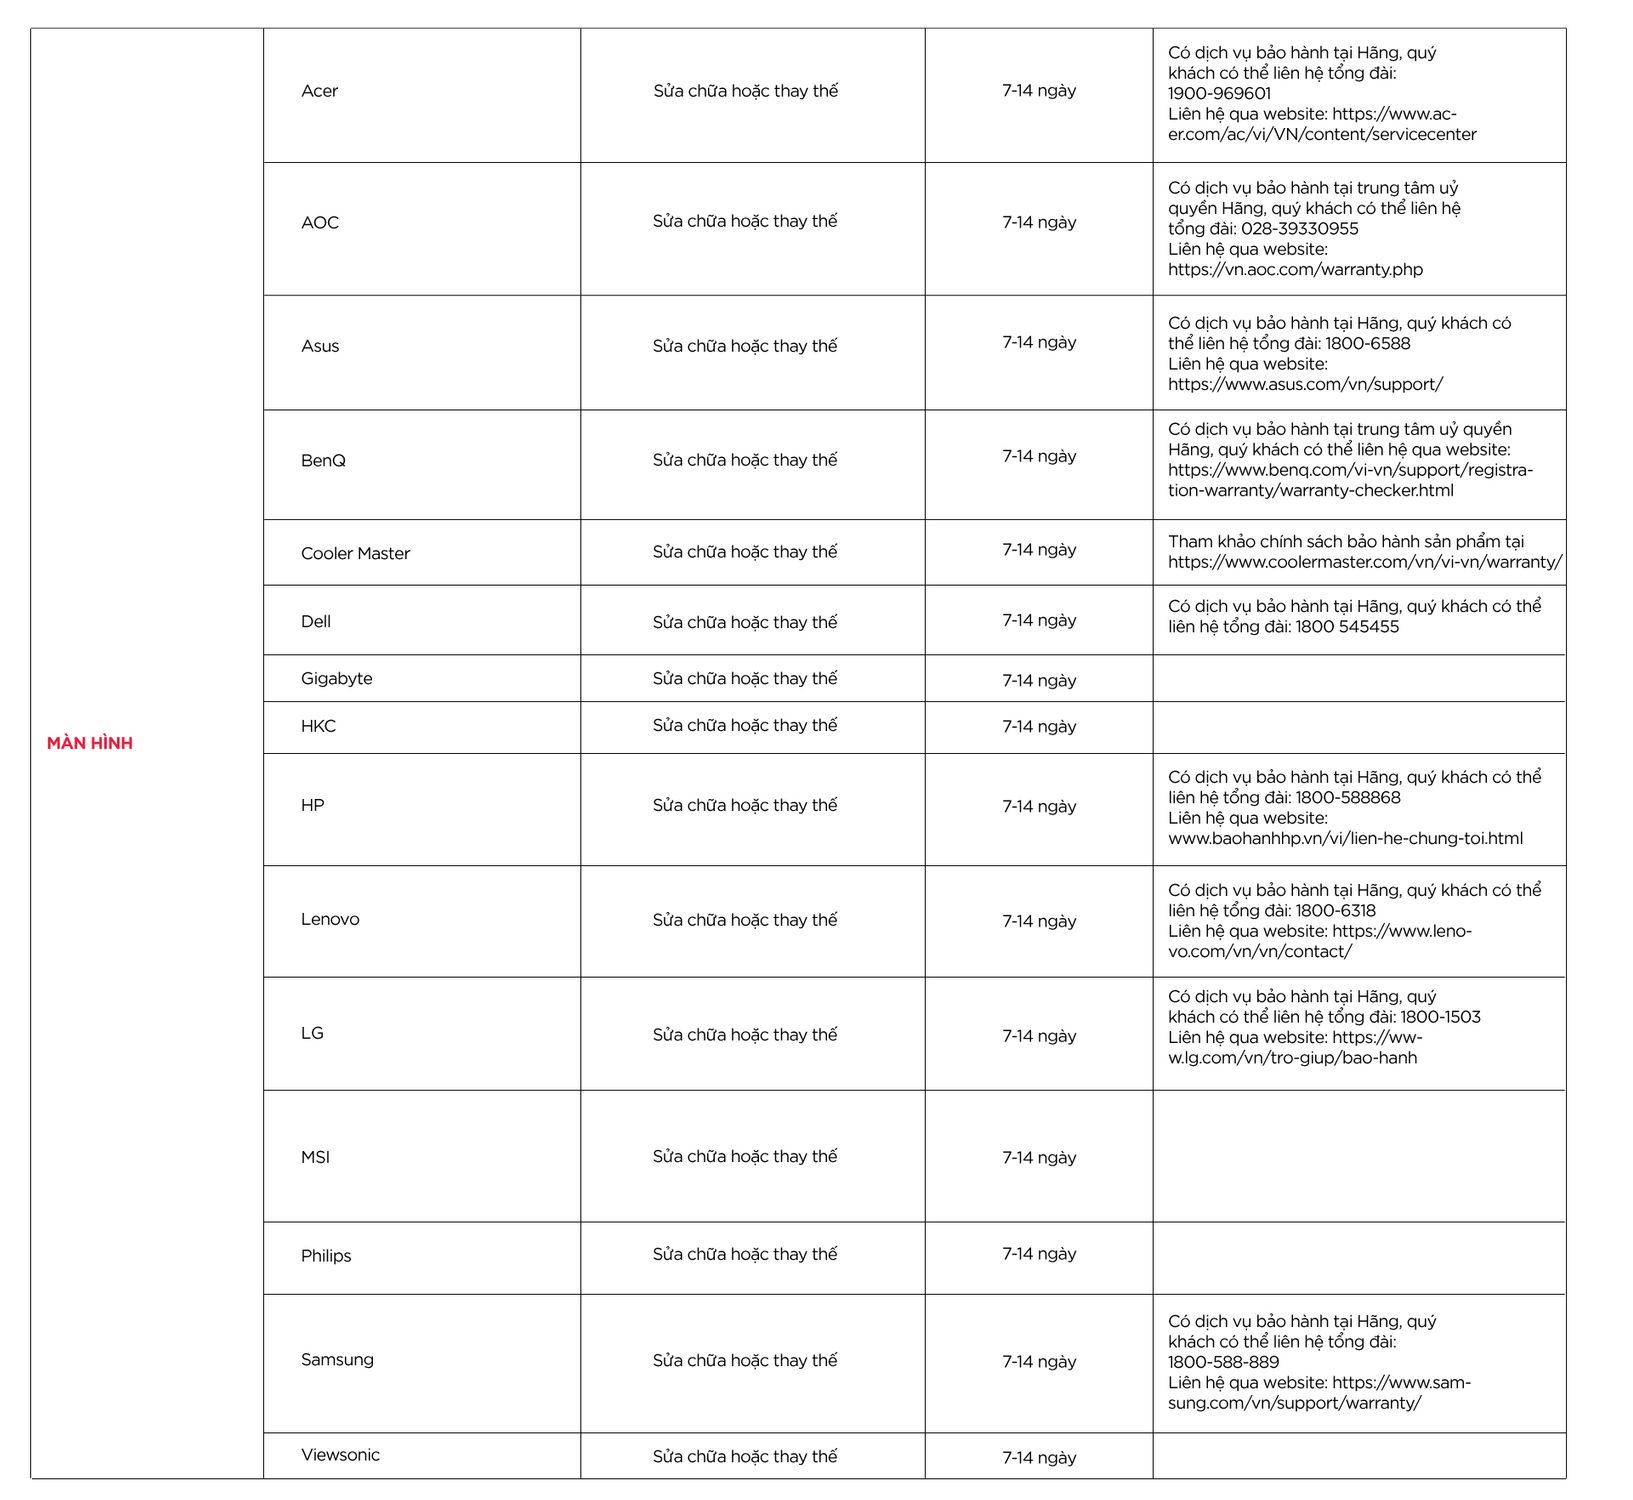 Acer
Sửa chữa hoặc thay thế
7-14 ngày
Có dịch vụ bảo hành tại Hãng, quý
khách có thể liên hệ tổng đài:
1900-969601
Liên hệ qua website: https://www.ac-
er.com/ac/vi/VN/content/servicecenter
AOC
Sửa chữa hoặc thay thế
7-14 ngày
Có dịch vụ bảo hành tại trung tâm uỷ
quyền Hãng, quý khách có thể liên hệ
tổng đài: 028-39330955
Liên hệ qua website:
https://vn.aoc.com/warranty.php
Asus
Sửa chữa hoặc thay thế
7-14 ngày
Có dịch vụ bảo hành tại Hãng, quý khách có
thể liên hệ tổng đài: 1800-6588
Liên hệ qua website:
https://www.asus.com/vn/support/
BenQ
Sửa chữa hoặc thay thế
7-14 ngày
Có dịch vụ bảo hành tại trung tâm uỷ quyền
Hãng, quý khách có thể liên hệ qua website:
https://www.benq.com/vi-vn/support/registra-
tion-warranty/warranty-checker.html
Cooler Master
Sửa chữa hoặc thay thế
7-14 ngày
Tham khảo chính sách bảo hành sản phẩm tại
https://www.coolermaster.com/vn/vi-vn/warranty/
Dell
Sửa chữa hoặc thay thế
7-14 ngày
Có dịch vụ bảo hành tại Hãng, quý khách có thể
liên hệ tổng đài: 1800 545455
Gigabyte
Sửa chữa hoặc thay thế
7-14 ngày
HKC
Sửa chữa hoặc thay thế
7-14 ngày
MÀN HÌNH
HP
Sửa chữa hoặc thay thế
7-14 ngày
Có dịch vụ bảo hành tại Hãng, quý khách có thể
liên hệ tổng đài: 1800-588868
Liên hệ qua website:
www.baohanhhp.vn/vi/lien-he-chung-toi.html
Lenovo
Sửa chữa hoặc thay thế
7-14 ngày
Có dịch vụ bảo hành tại Hãng, quý khách có thể
liên hệ tổng đài: 1800-6318
Liên hệ qua website: https://www.leno-
vo.com/vn/vn/contact/
LG
Sửa chữa hoặc thay thế
7-14 ngày
Có dịch vụ bảo hành tại Hãng, quý
khách có thể liên hệ tổng đài: 1800-1503
Liên hệ qua website: https://ww-
w.lg.com/vn/tro-giup/bao-hanh
MSI
Sửa chữa hoặc thay thế
7-14 ngày
Philips
Sửa chữa hoặc thay thế
7-14 ngày
Samsung
Sửa chữa hoặc thay thế
7-14 ngày
Có dịch vụ bảo hành tại Hãng, quý
khách có thể liên hệ tổng đài:
1800-588-889
Liên hệ qua website: https://www.sam-
sung.com/vn/support/warranty/
Viewsonic
Sửa chữa hoặc thay thế
7-14 ngày